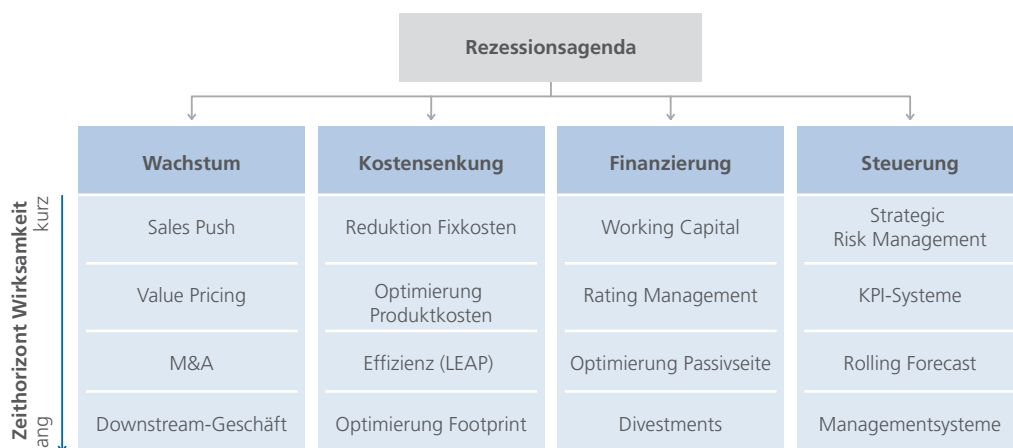 Rezessionsagenda
Wachstum
Kostensenkung
Finanzierung
Steuerung
Zeithorizont Wirksamkeit
kurz
Sales Push
Reduktion Fixkosten
Working Capital
Strategic
Risk Management
Value Pricing
Optimierung
Produktkosten
Rating Management
KPI-Systeme
M&A
Effizienz (LEAP)
Optimierung Passivseite
Rolling Forecast
ang
Downstream-Geschäft
Optimierung Footprint
Divestments
Managementsysteme